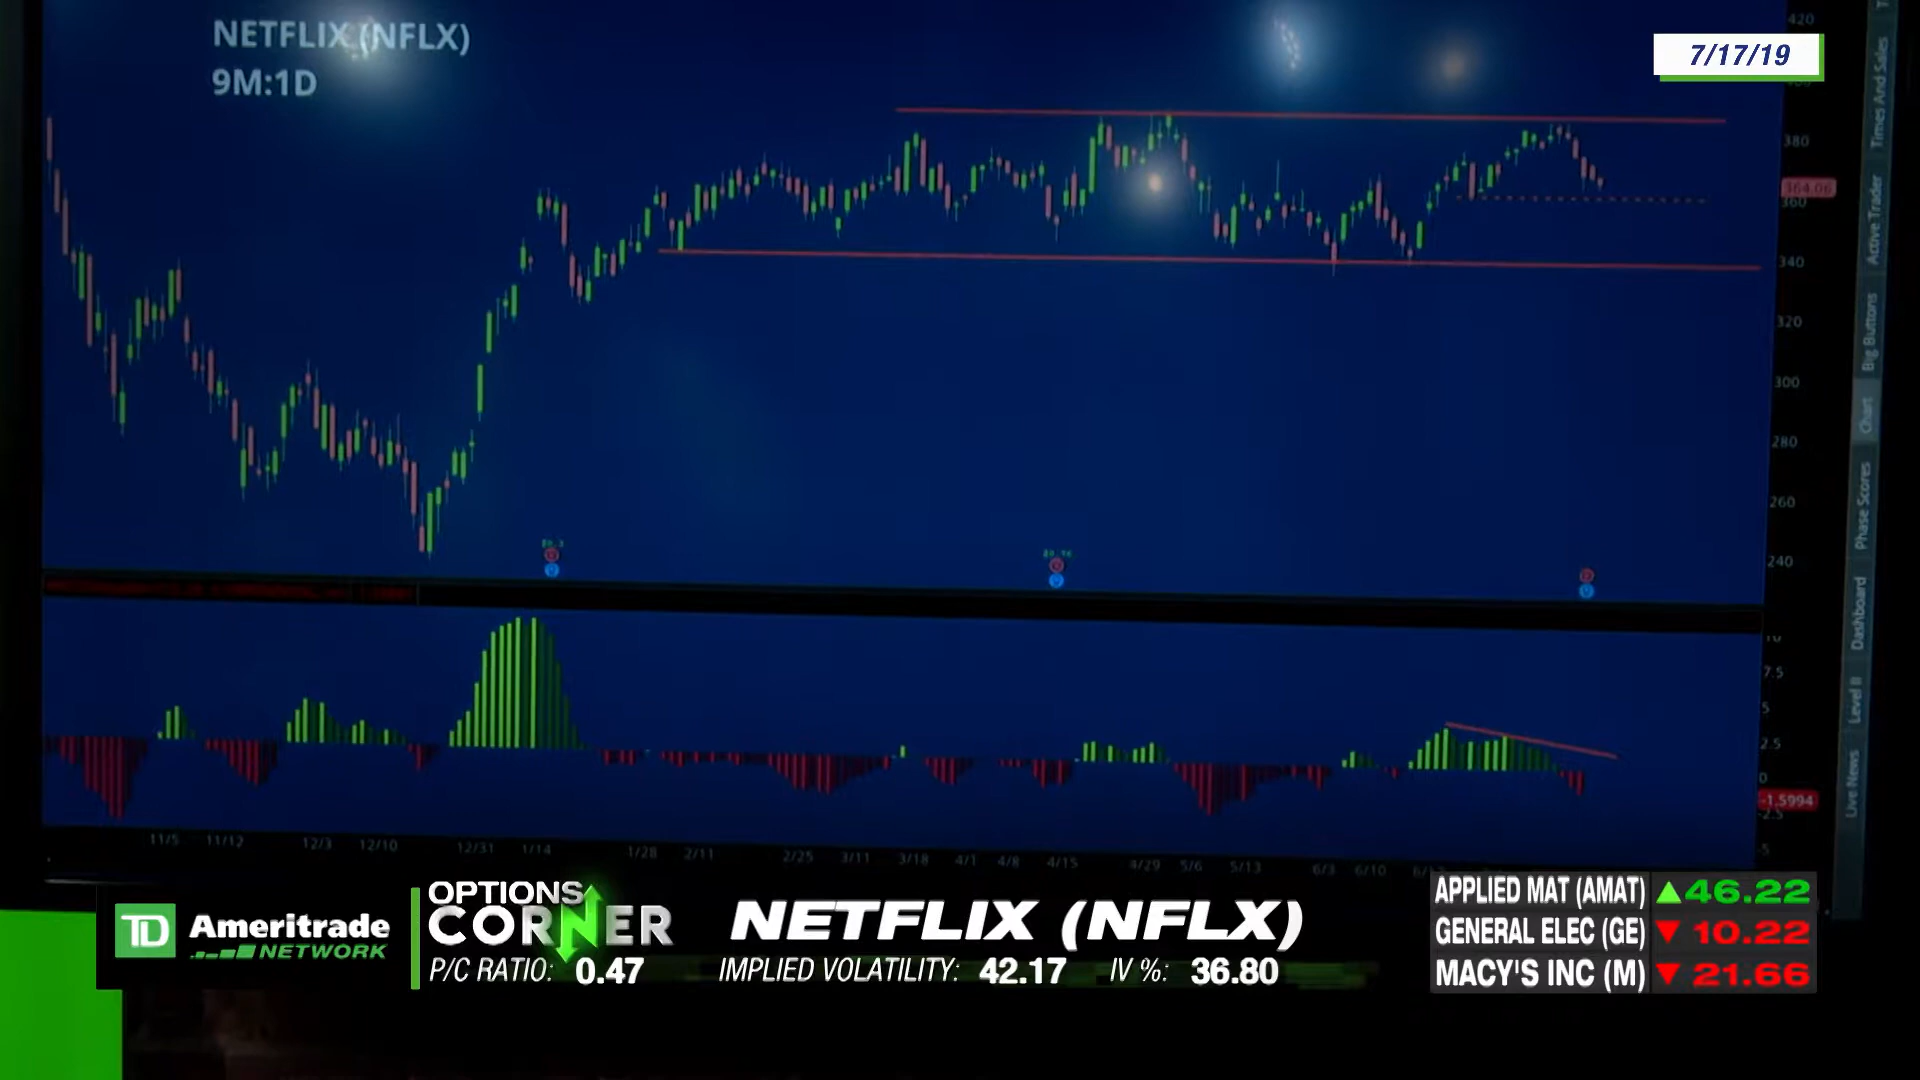 NETFLIX (NFLX)
9M:1D
7/17/19
420
380
364.06
360
340
320
300
280
260
240
10
7.5
5
2.5
0
-1.5994
-2.5
-5
Times And Sales
Active Trader
Big Buttons
Chart
Phase Scores
Dashboard
Level II
Live News
11/5 11/12 12/3 12/10 12/31 1/14 1/28 2/11 2/25 3/11 3/18 4/1 4/8 4/15 4/29 5/6 5/13 6/3 6/10
TD Ameritrade
NETWORK
OPTIONS
CORNER
NETFLIX (NFLX)
P/C RATIO: 0.47 IMPLIED VOLATILITY: 42.17 IV %: 36.80
APPLIED MAT (AMAT) ▲46.22
GENERAL ELEC (GE) ▼ 10.22
MACY'S INC (M) ▼ 21.66